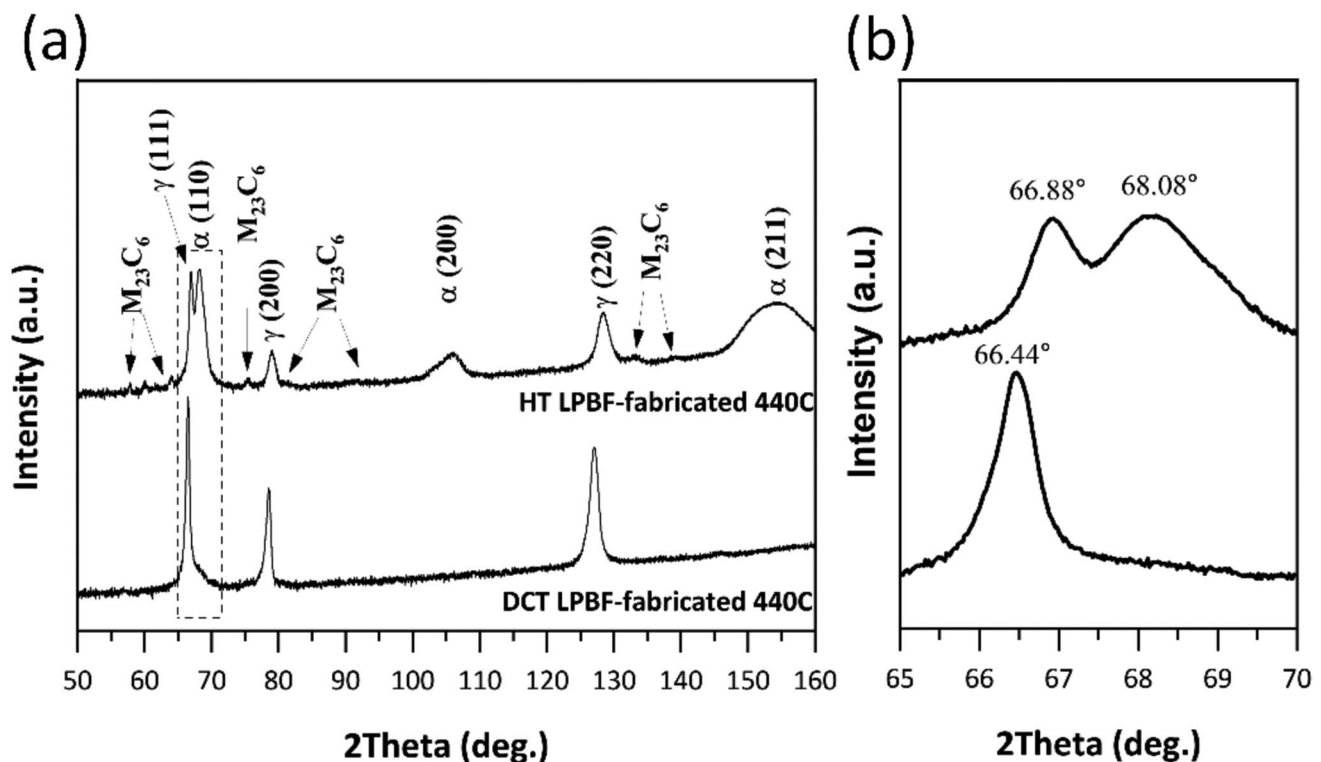 (a)
(b)
M₂₃C₆
γ (111)
α (110)
M₂₃C₆
γ (200)
M₂₃C₆
α (200)
γ (220)
M₂₃C₆
α (211)
HT LPBF-fabricated 440C
DCT LPBF-fabricated 440C
Intensity (a.u.)
50 60 70 80 90 100 110 120 130 140 150 160
2Theta (deg.)
66.88°
68.08°
66.44°
Intensity (a.u.)
65 66 67 68 69 70
2Theta (deg.)